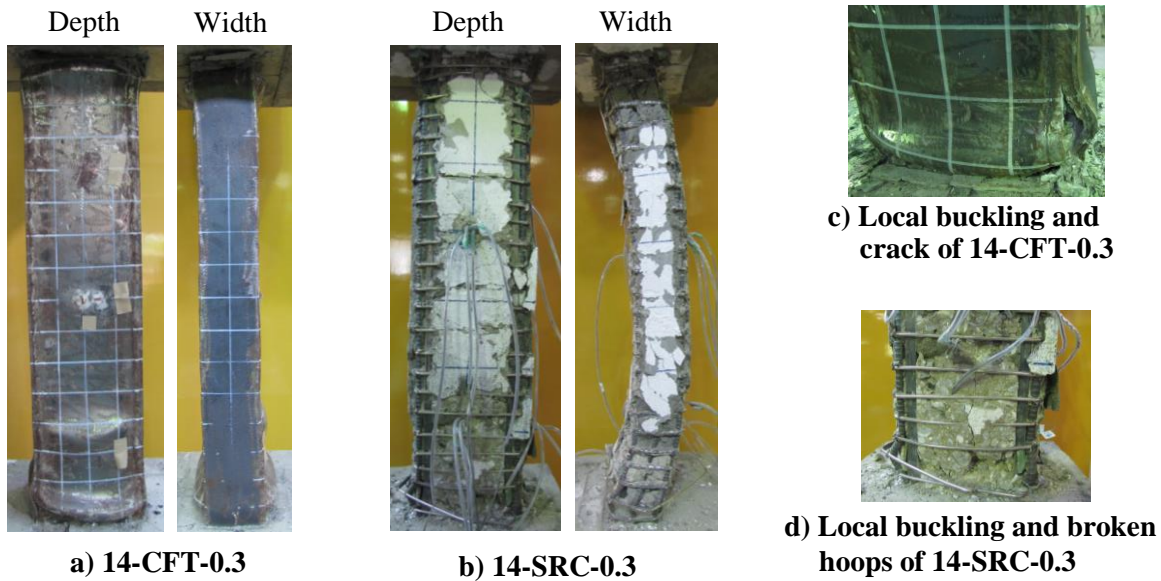 Depth
Width
a) 14-CFT-0.3
Depth
Width
b) 14-SRC-0.3
c) Local buckling and
crack of 14-CFT-0.3
d) Local buckling and broken
hoops of 14-SRC-0.3